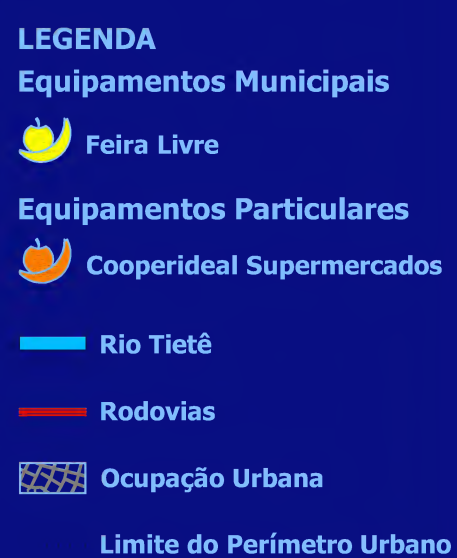 LEGENDA
Equipamentos Municipais
Feira Livre
Equipamentos Particulares
Cooperideal Supermercados
Rio Tietê
Rodovias
Ocupação Urbana
Limite do Perímetro Urbano